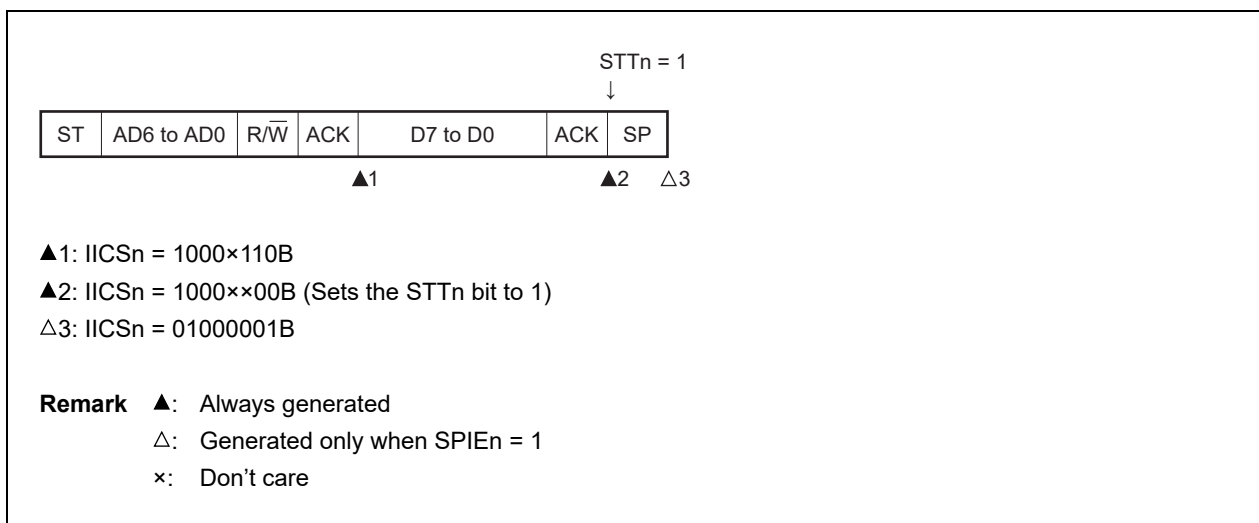 STTn = 1
↓
ST AD6 to AD0 R/W̅ ACK D7 to D0 ACK SP
▲1 ▲2 △3
▲1: IICSn = 1000×110B
▲2: IICSn = 1000××00B (Sets the STTn bit to 1)
△3: IICSn = 01000001B
Remark ▲: Always generated
△: Generated only when SPIEn = 1
×: Don’t care